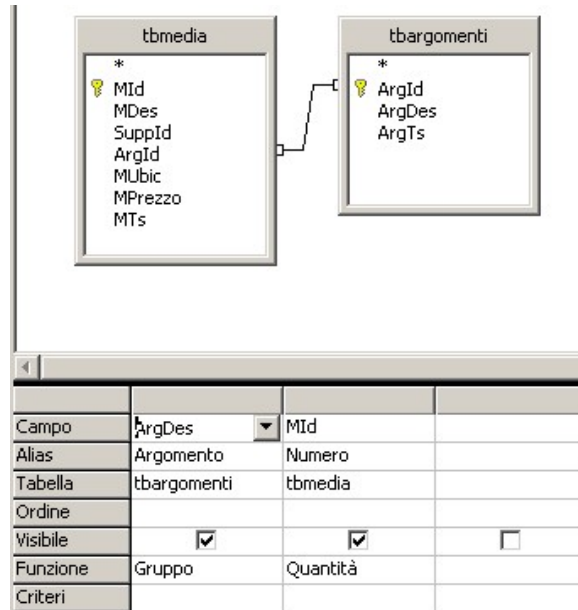 tbmedia
*
MId
MDes
SuppId
ArgId
MUbic
MPrezzo
MTs
tbargomenti
*
ArgId
ArgDes
ArgTs
Campo ArgDes MId
Alias Argomento Numero
Tabella tbargomenti tbmedia
Ordine
Visibile
Funzione Gruppo Quantità
Criteri